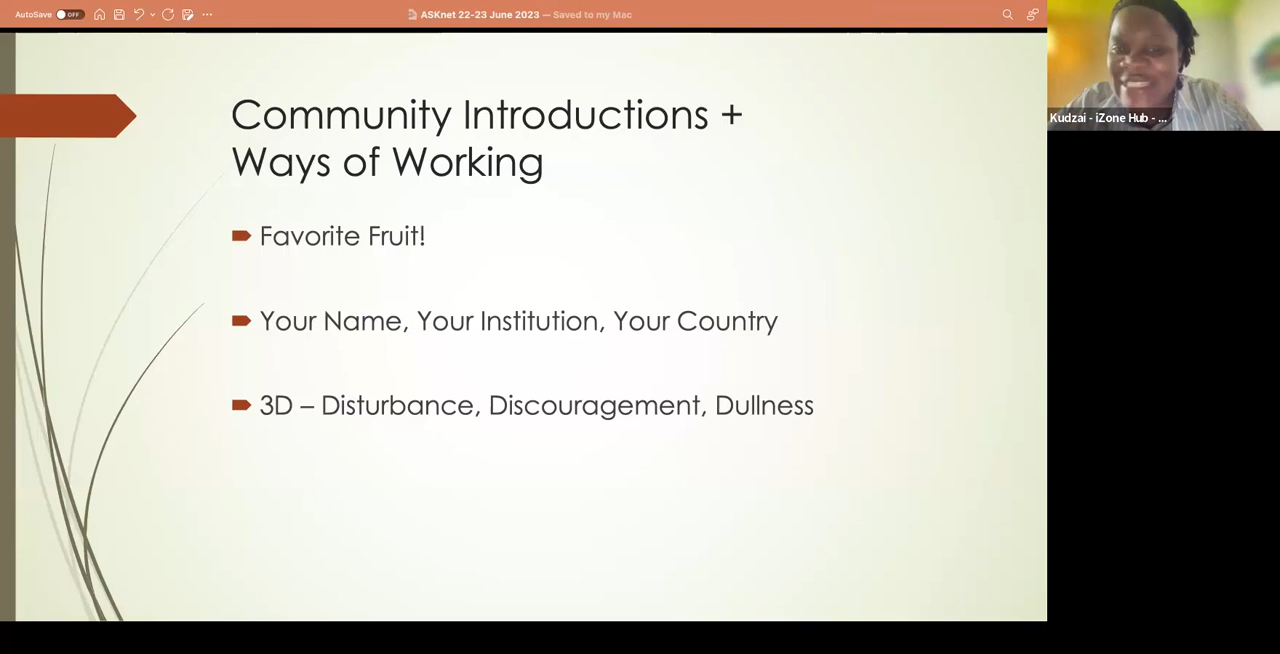 AutoSave OFF
ASKnet 22-23 June 2023 — Saved to my Mac
Community Introductions +
Ways of Working
Favorite Fruit!
Your Name, Your Institution, Your Country
3D – Disturbance, Discouragement, Dullness
Kudzai - iZone Hub - ...